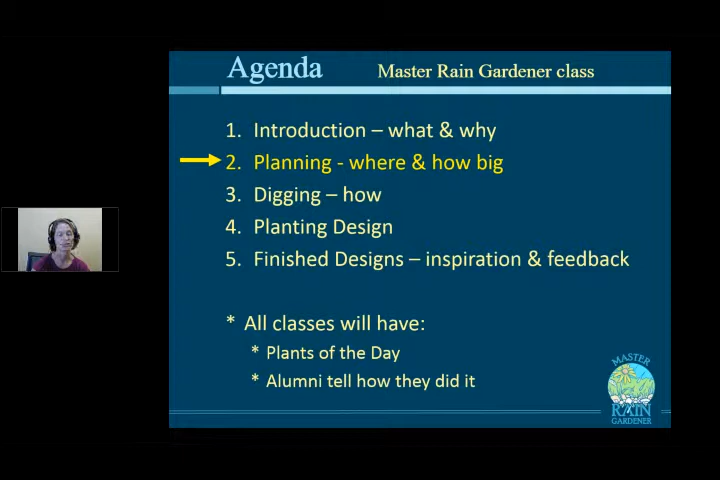 Agenda Master Rain Gardener class
1. Introduction – what & why
2. Planning - where & how big
3. Digging – how
4. Planting Design
5. Finished Designs – inspiration & feedback
* All classes will have:
* Plants of the Day
* Alumni tell how they did it
MASTER
RAIN
GARDENER